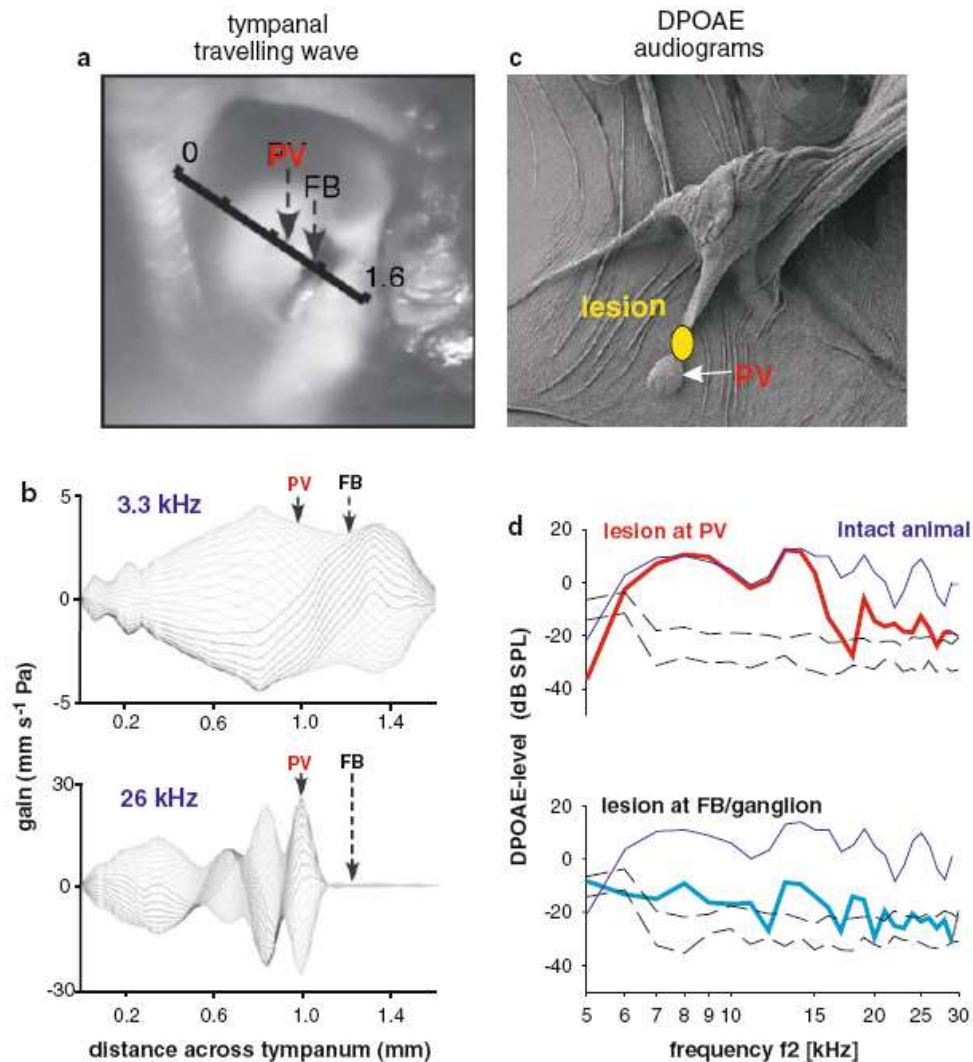 tympanal
travelling wave
DPOAE
audiograms
a
c
0
PV
FB
1.6
lesion
PV
b
3.3 kHz
PV
FB
5
0
-5
0.2
0.6
1.0
1.4
26 kHz
PV
FB
30
0
-30
0.2
0.6
1.0
1.4
gain (mm s⁻¹ Pa)
distance across tympanum (mm)
d
lesion at PV
intact animal
20
0
-20
-40
lesion at FB/ganglion
20
0
-20
-40
5
6
7
8
9
10
15
20
25
30
DPOAE-level (dB SPL)
frequency f2 [kHz]